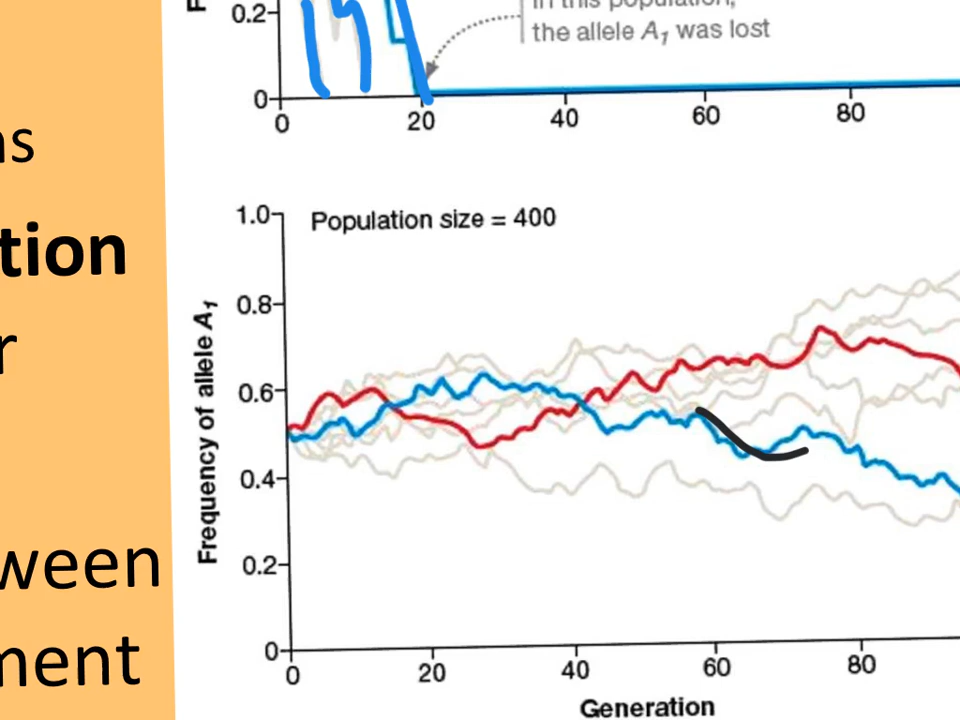 0.2
in this population,
the allele A1 was lost
0
0 20 40 60 80
ns
tion
r
ween
ment
1.0
Population size = 400
0.8
0.6
0.4
0.2
0
Frequency of allele A1
0 20 40 60 80
Generation